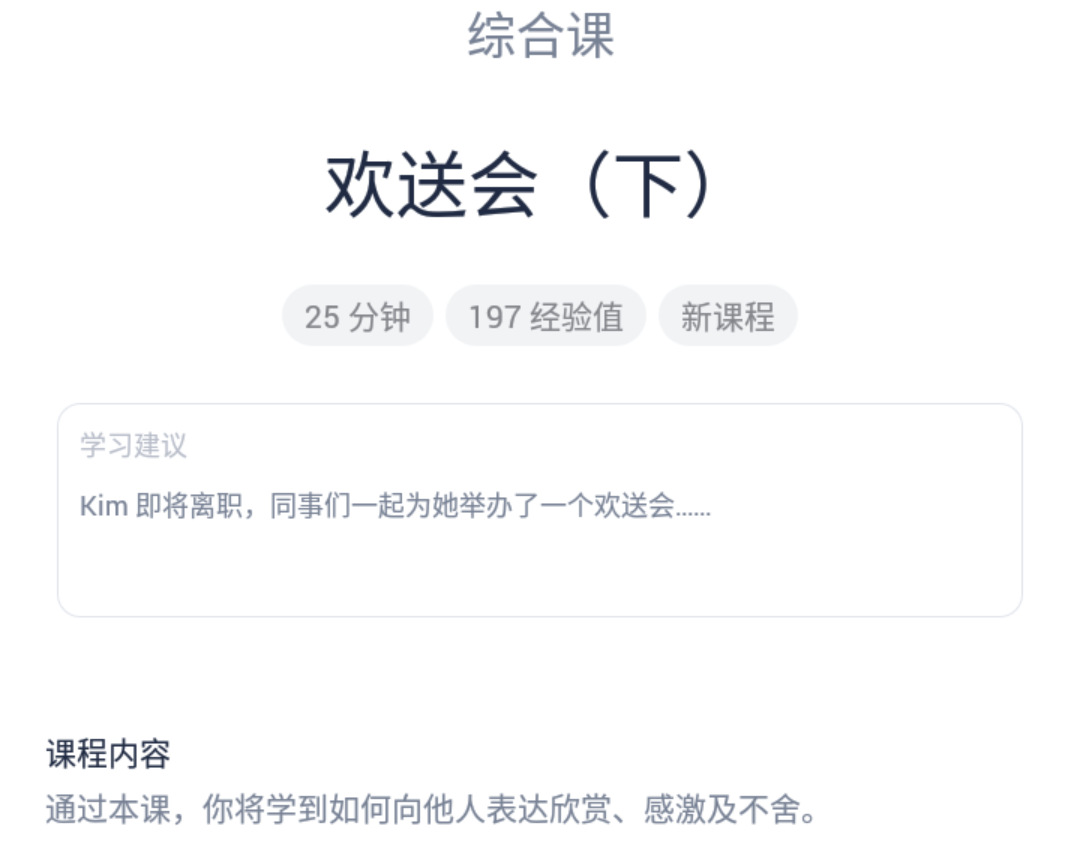 综合课
欢送会（下）
25 分钟
197 经验值
新课程
学习建议
Kim 即将离职，同事们一起为她举办了一个欢送会……
课程内容
通过本课，你将学到如何向他人表达欣赏、感激及不舍。